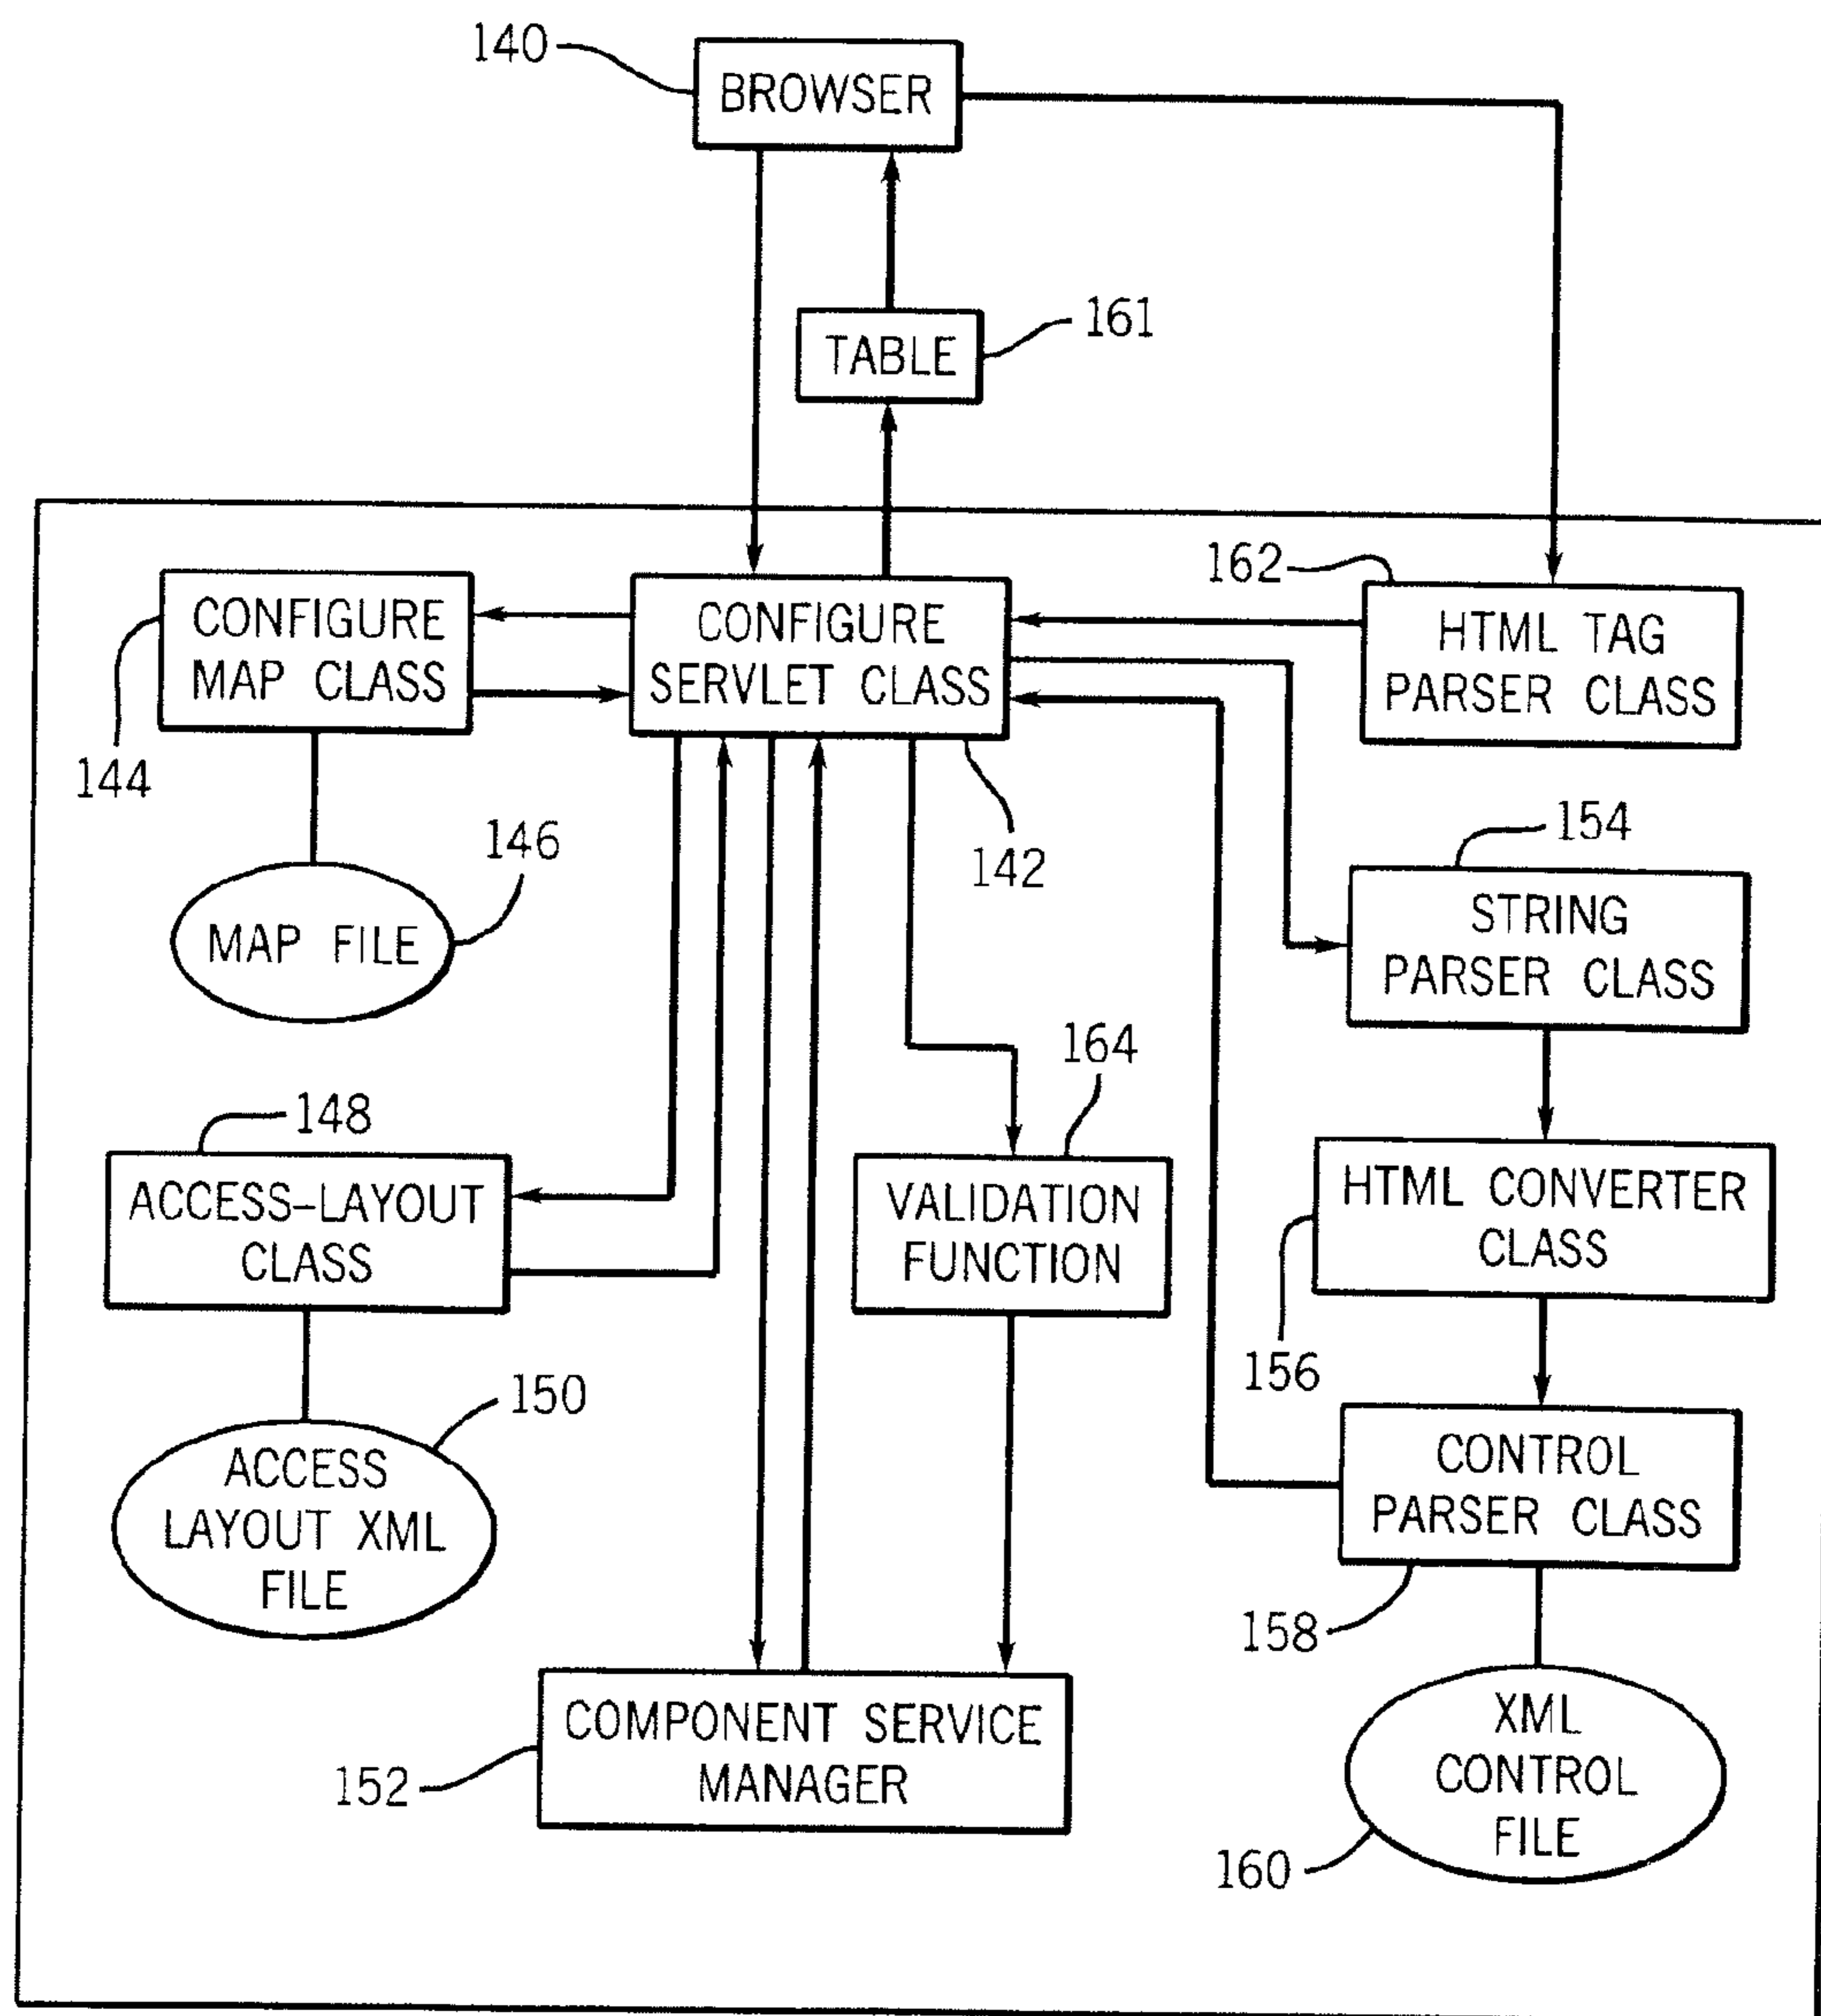 140
BROWSER
161
TABLE
162
CONFIGURE
MAP CLASS
144
CONFIGURE
SERVLET CLASS
142
HTML TAG
PARSER CLASS
146
MAP FILE
154
STRING
PARSER CLASS
148
ACCESS-LAYOUT
CLASS
164
VALIDATION
FUNCTION
HTML CONVERTER
CLASS
156
150
ACCESS
LAYOUT XML
FILE
CONTROL
PARSER CLASS
158
COMPONENT SERVICE
MANAGER
152
XML
CONTROL
FILE
160